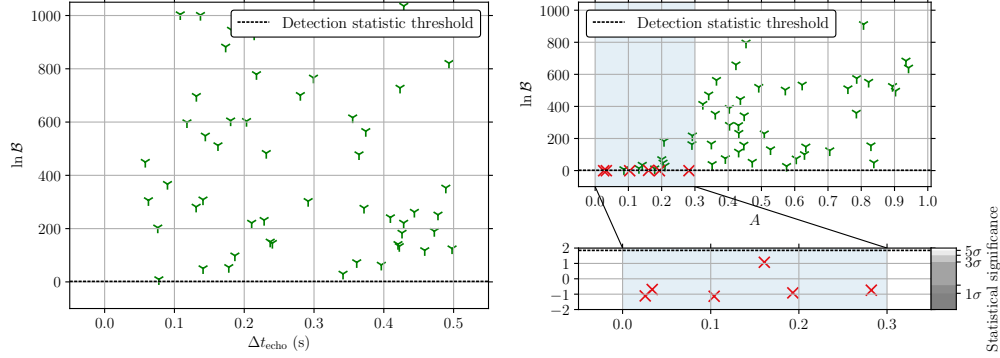 Detection statistic threshold
1000
800
600
400
200
0
ln B
0.0 0.1 0.2 0.3 0.4 0.5
Δt_echo (s)
Detection statistic threshold
1000
800
600
400
200
0
ln B
0.0 0.1 0.2 0.3 0.4 0.5 0.6 0.7 0.8 0.9 1.0
A
2
1
0
−1
−2
0.0 0.1 0.2 0.3
5σ
3σ
1σ
Statistical significance